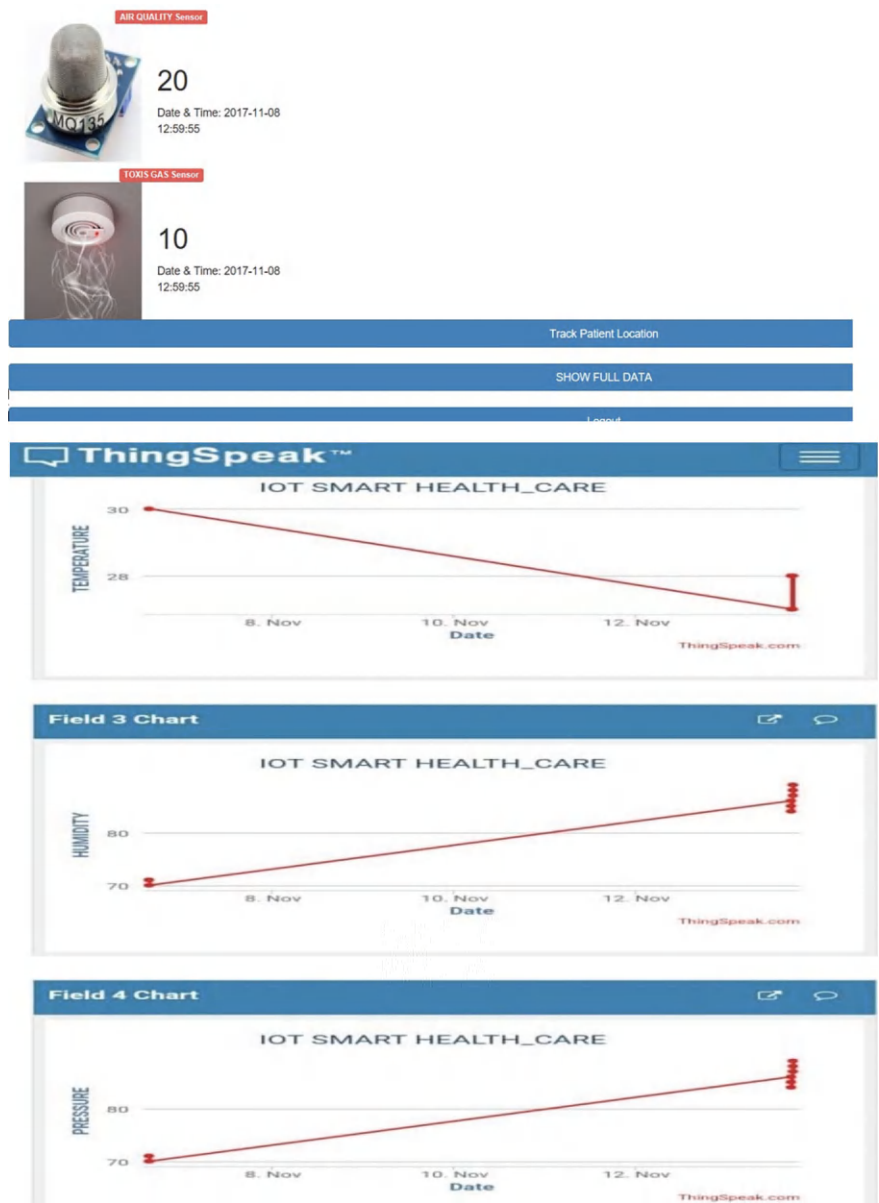 AIR QUALITY Sensor
MQ135
20
Date & Time: 2017-11-08
12:59:55
TOXIS GAS Sensor
10
Date & Time: 2017-11-08
12:59:55
Track Patient Location
SHOW FULL DATA
Logout
ThingSpeak™
IOT SMART HEALTH_CARE
30
TEMPERATURE
28
8. Nov 10. Nov 12. Nov
Date
ThingSpeak.com
Field 3 Chart
IOT SMART HEALTH_CARE
HUMIDITY
80
70
8. Nov 10. Nov 12. Nov
Date
ThingSpeak.com
Field 4 Chart
IOT SMART HEALTH_CARE
PRESSURE
80
70
8. Nov 10. Nov 12. Nov
Date
ThingSpeak.com